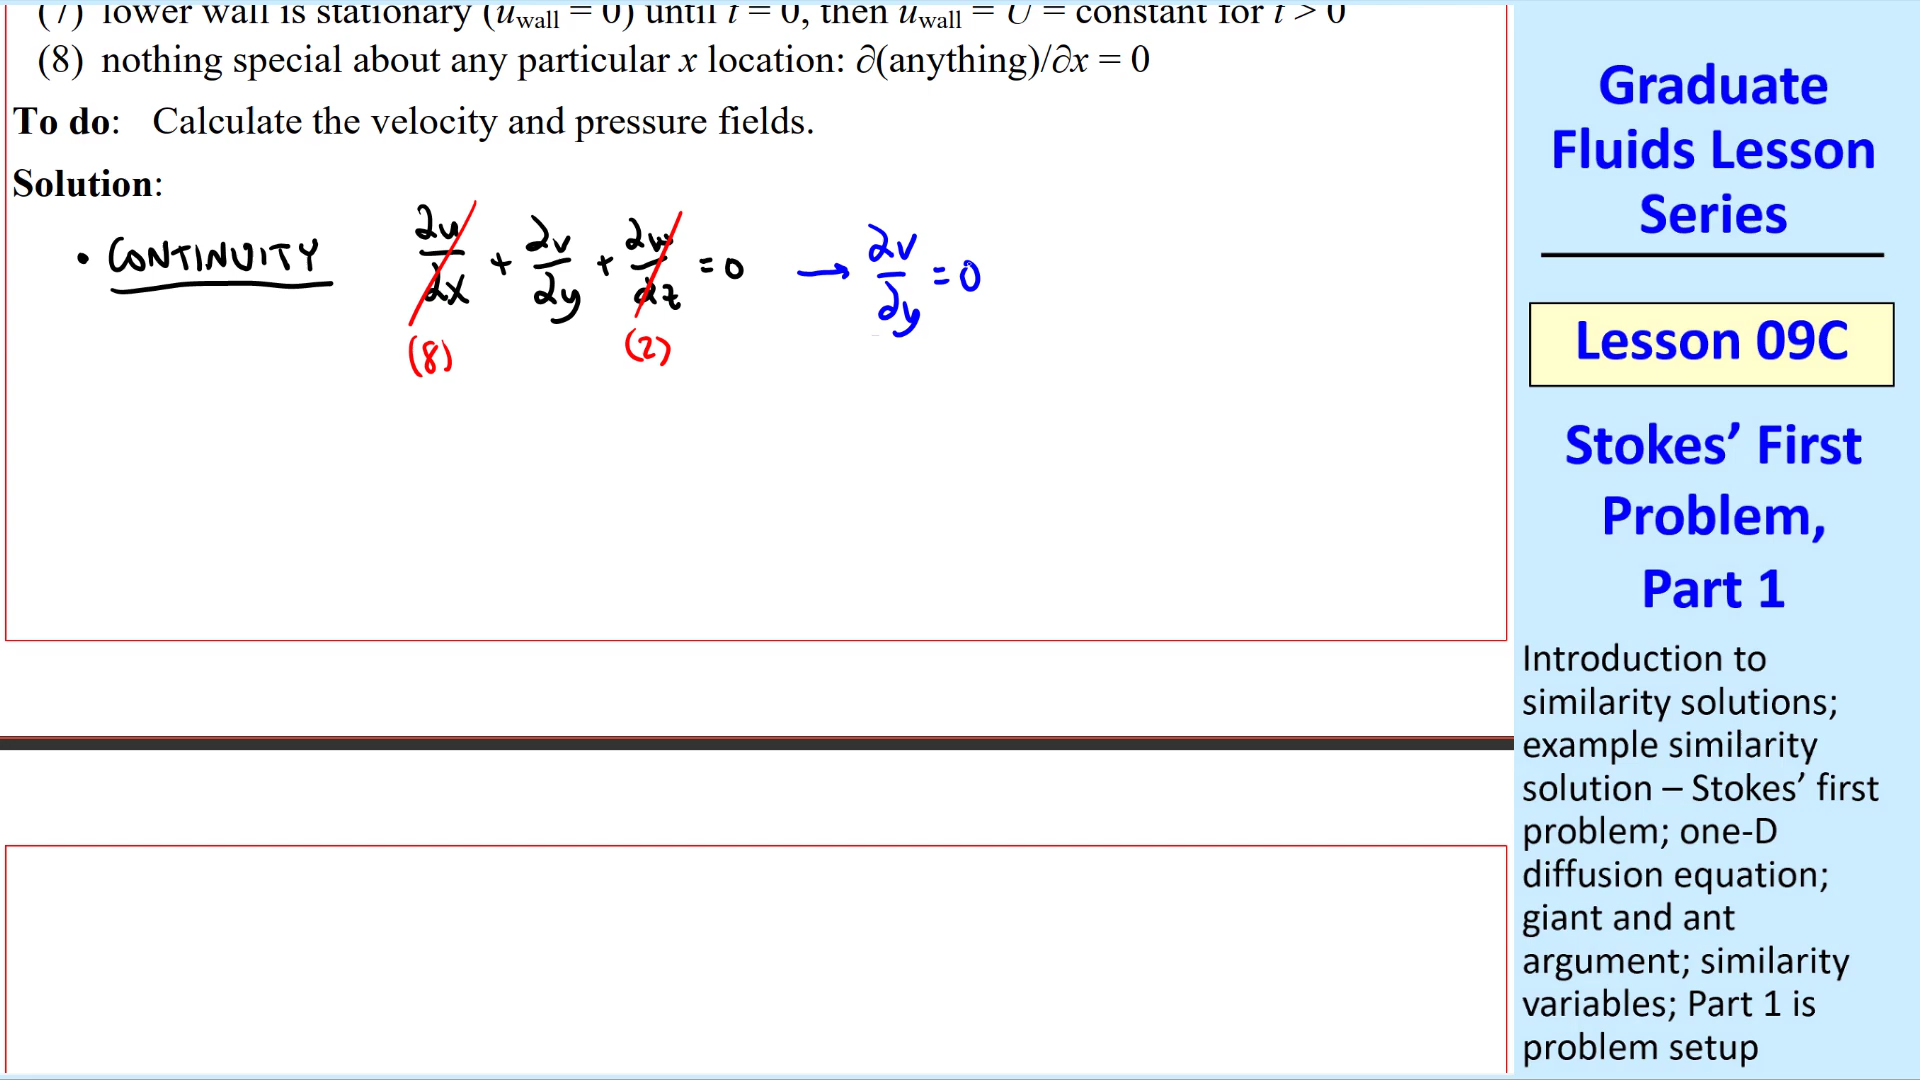 (7) lower wall is stationary (u_wall = 0) until t = 0, then u_wall = U = constant for t > 0
(8) nothing special about any particular x location: ∂(anything)/∂x = 0
To do: Calculate the velocity and pressure fields.
Solution:
• CONTINUITY ∂u/∂x + ∂v/∂y + ∂w/∂z = 0 → ∂v/∂y = 0
(8) (2)
Graduate
Fluids Lesson
Series
Lesson 09C
Stokes’ First
Problem,
Part 1
Introduction to
similarity solutions;
example similarity
solution – Stokes’ first
problem; one-D
diffusion equation;
giant and ant
argument; similarity
variables; Part 1 is
problem setup